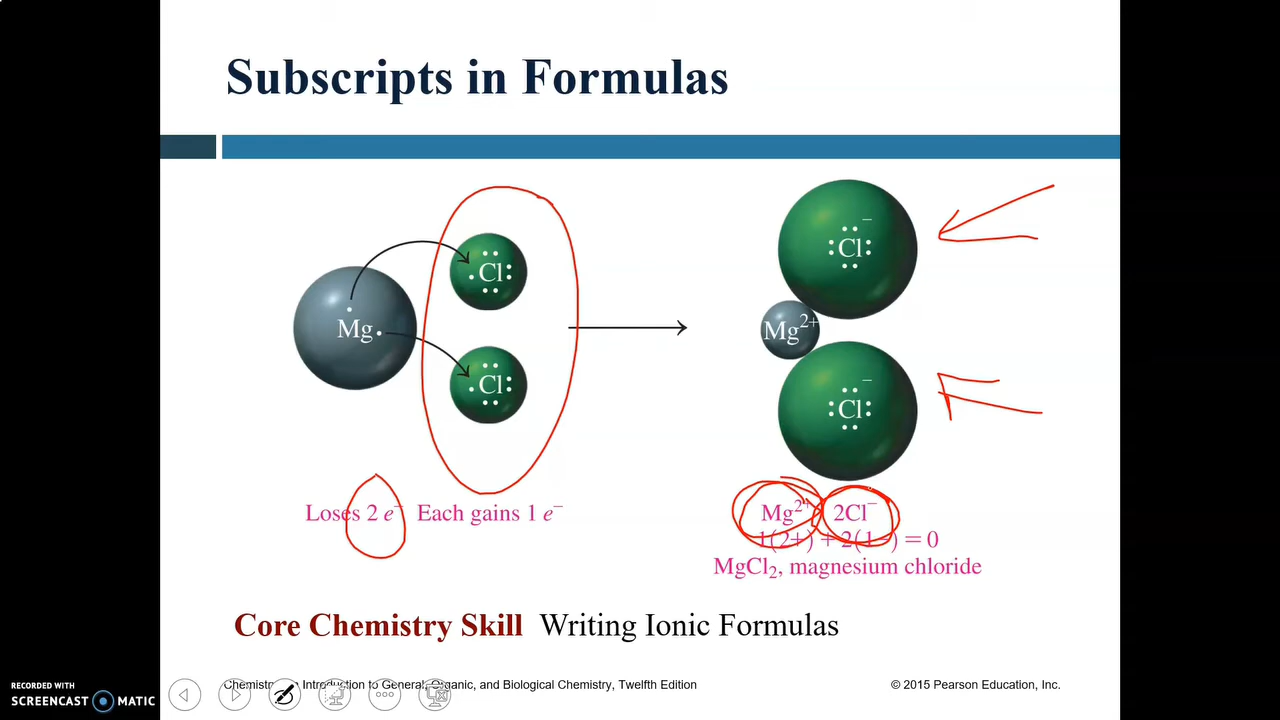 Subscripts in Formulas
Cl
Mg
Cl
Cl⁻
Mg²⁺
Cl⁻
Loses 2 e⁻ Each gains 1 e⁻
Mg²⁺ 2Cl⁻
1(2+) + 2(1−) = 0
MgCl₂, magnesium chloride
Core Chemistry Skill Writing Ionic Formulas
RECORDED WITH
SCREENCAST MATIC
Introduction to General, Organic, and Biological Chemistry, Twelfth Edition
© 2015 Pearson Education, Inc.